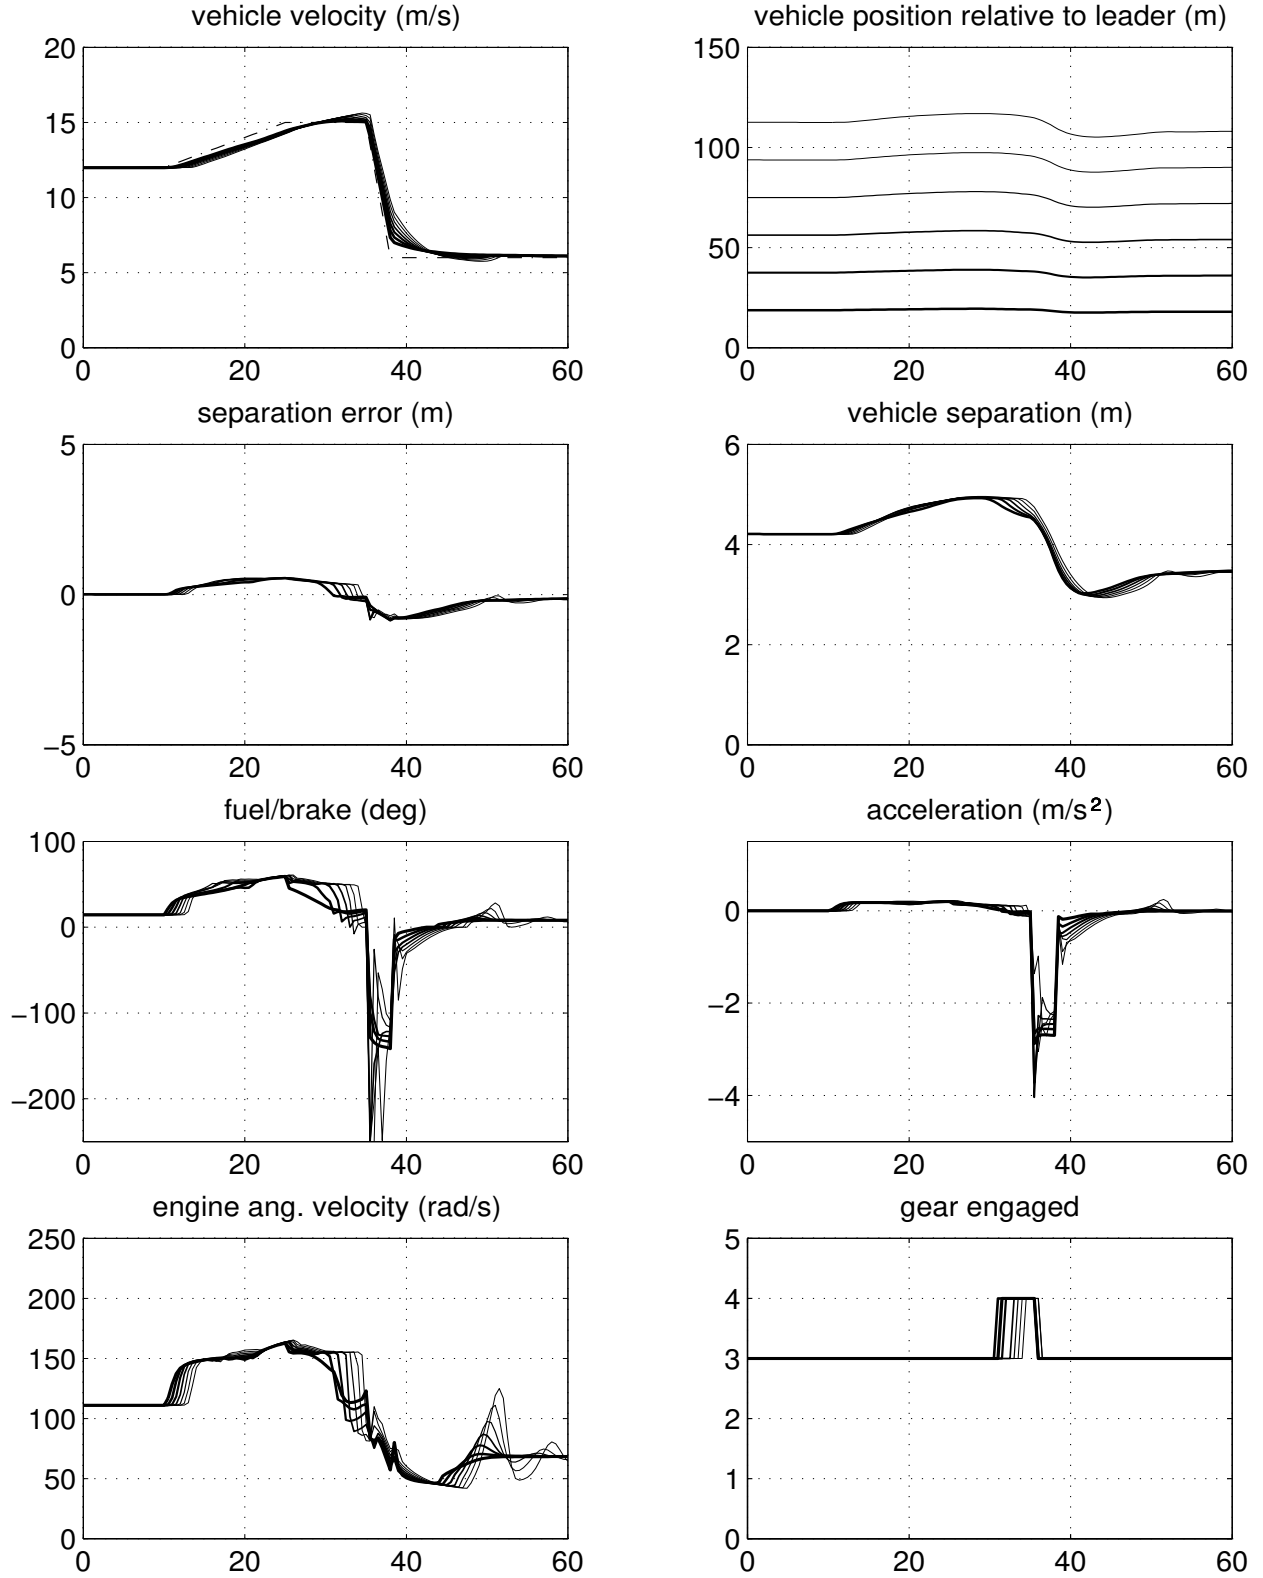 vehicle velocity (m/s)
20
15
10
5
0
0 20 40 60
vehicle position relative to leader (m)
150
100
50
0
0 20 40 60
separation error (m)
5
0
−5
0 20 40 60
vehicle separation (m)
6
4
2
0
0 20 40 60
fuel/brake (deg)
100
0
−100
−200
0 20 40 60
acceleration (m/s²)
0
−2
−4
0 20 40 60
engine ang. velocity (rad/s)
250
200
150
100
50
0
0 20 40 60
gear engaged
5
4
3
2
1
0
0 20 40 60